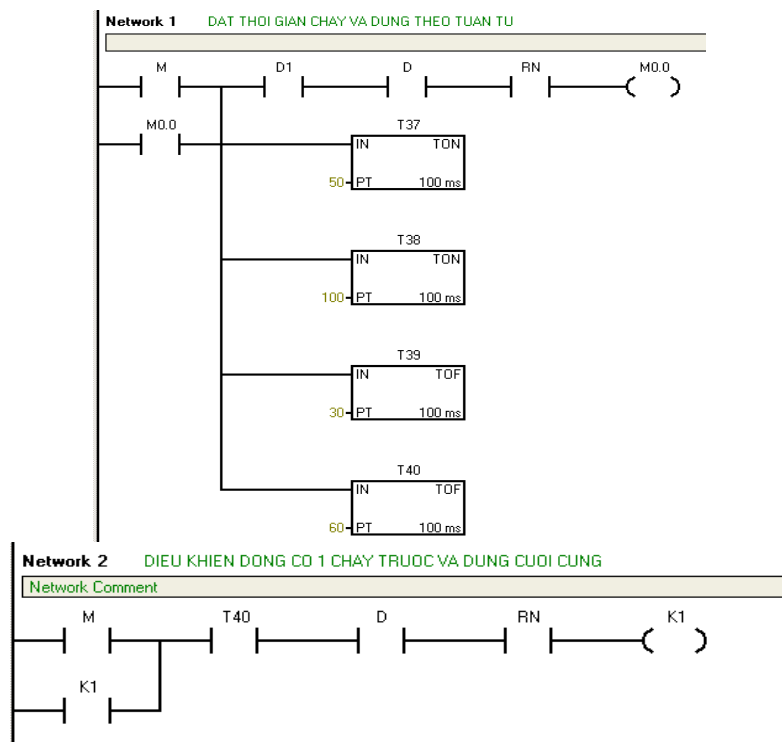 Network 1 DAT THOI GIAN CHAY VA DUNG THEO TUAN TU
M D1 D RN M0.0
M0.0
T37
IN TON
50 PT 100 ms
T38
IN TON
100 PT 100 ms
T39
IN TOF
30 PT 100 ms
T40
IN TOF
60 PT 100 ms
Network 2 DIEU KHIEN DONG CO 1 CHAY TRUOC VA DUNG CUOI CUNG
Network Comment
M T40 D RN K1
K1